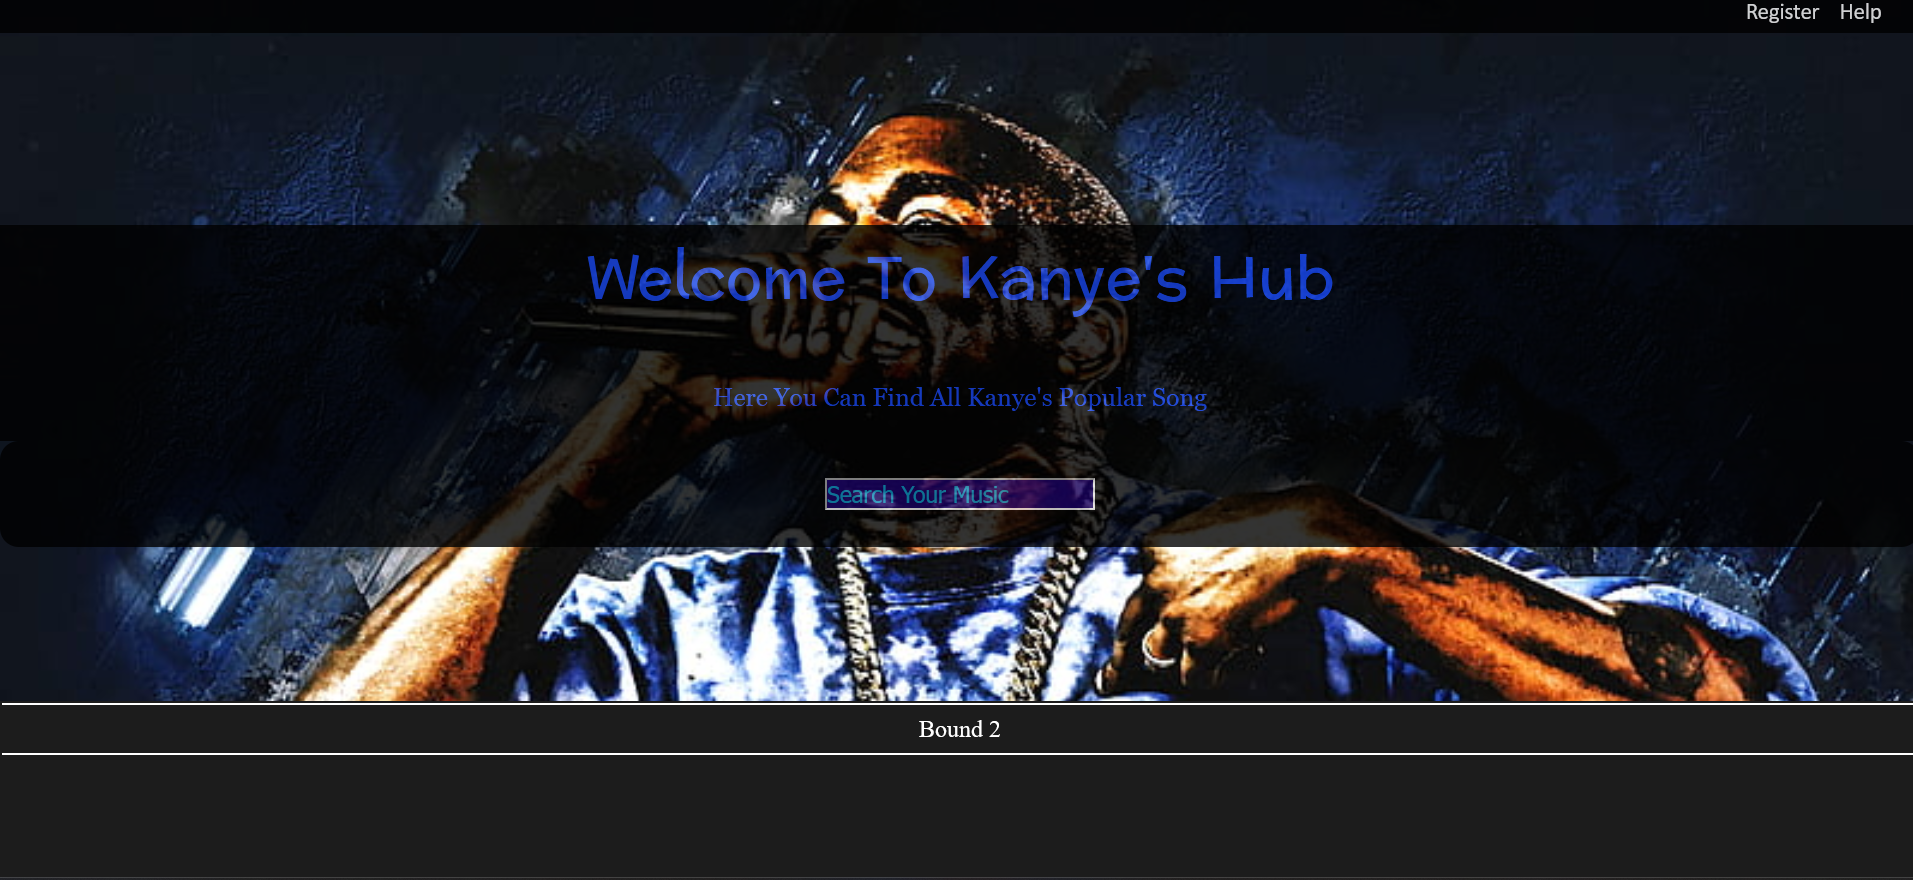 Register Help
Welcome To Kanye's Hub
Here You Can Find All Kanye's Popular Song
Search Your Music
Bound 2